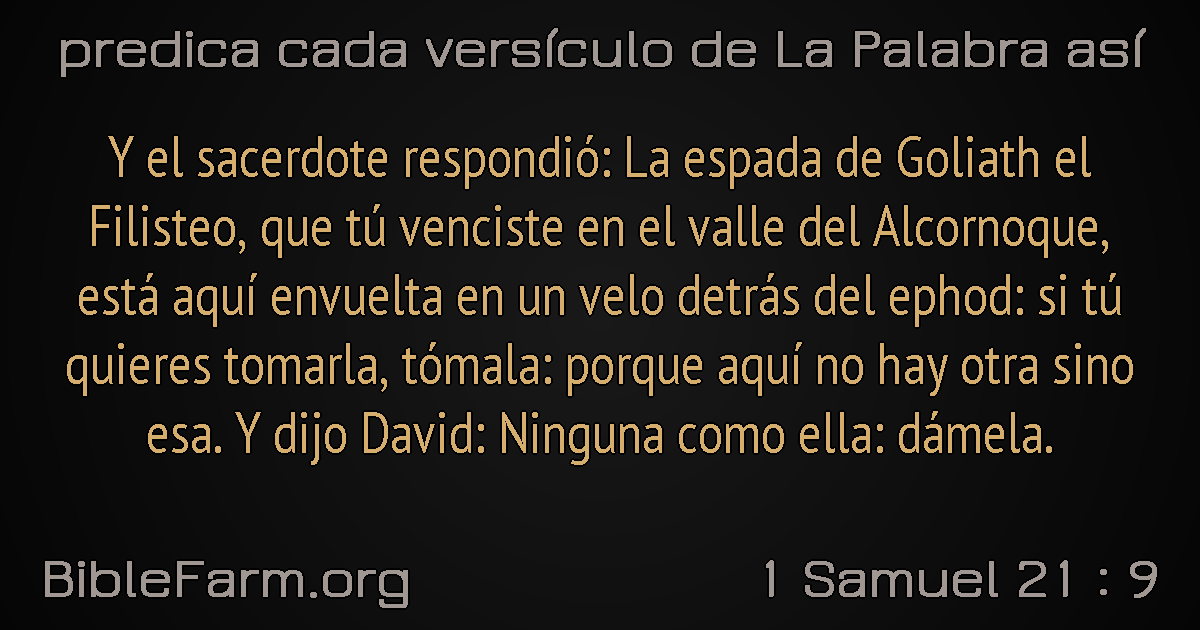 predica cada versículo de La Palabra así
Y el sacerdote respondió: La espada de Goliath el
Filisteo, que tú venciste en el valle del Alcornoque,
está aquí envuelta en un velo detrás del ephod: si tú
quieres tomarla, tómala: porque aquí no hay otra sino
esa. Y dijo David: Ninguna como ella: dámela.
BibleFarm.org
1 Samuel 21 : 9